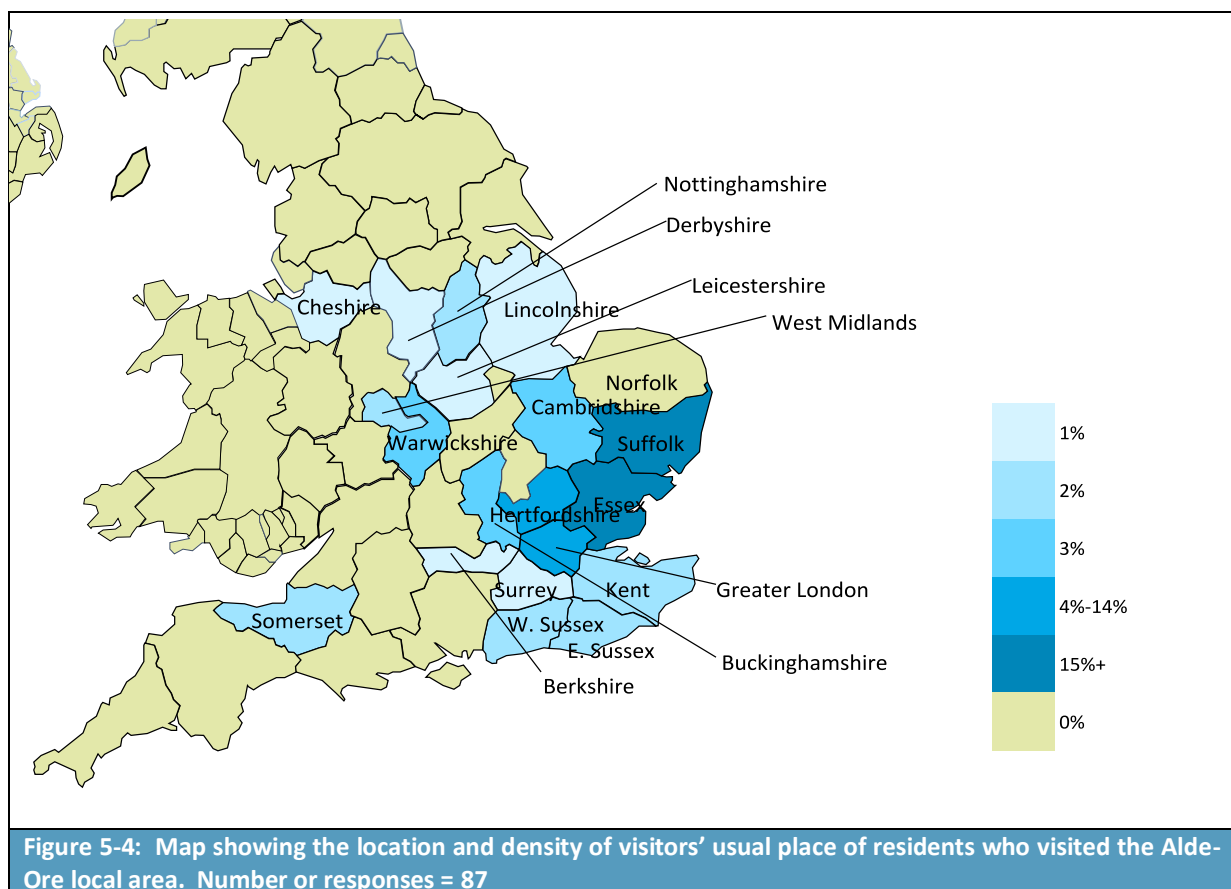 Nottinghamshire
Derbyshire
Leicestershire
Cheshire
Lincolnshire
West Midlands
Norfolk
Cambridshire
Warwickshire
Suffolk
Essex
Hertfordshire
Surrey
Kent
Greater London
Somerset
W. Sussex
E. Sussex
Buckinghamshire
Berkshire
1%
2%
3%
4%-14%
15%+
0%
Figure 5-4: Map showing the location and density of visitors’ usual place of residents who visited the Alde-
Ore local area. Number or responses = 87